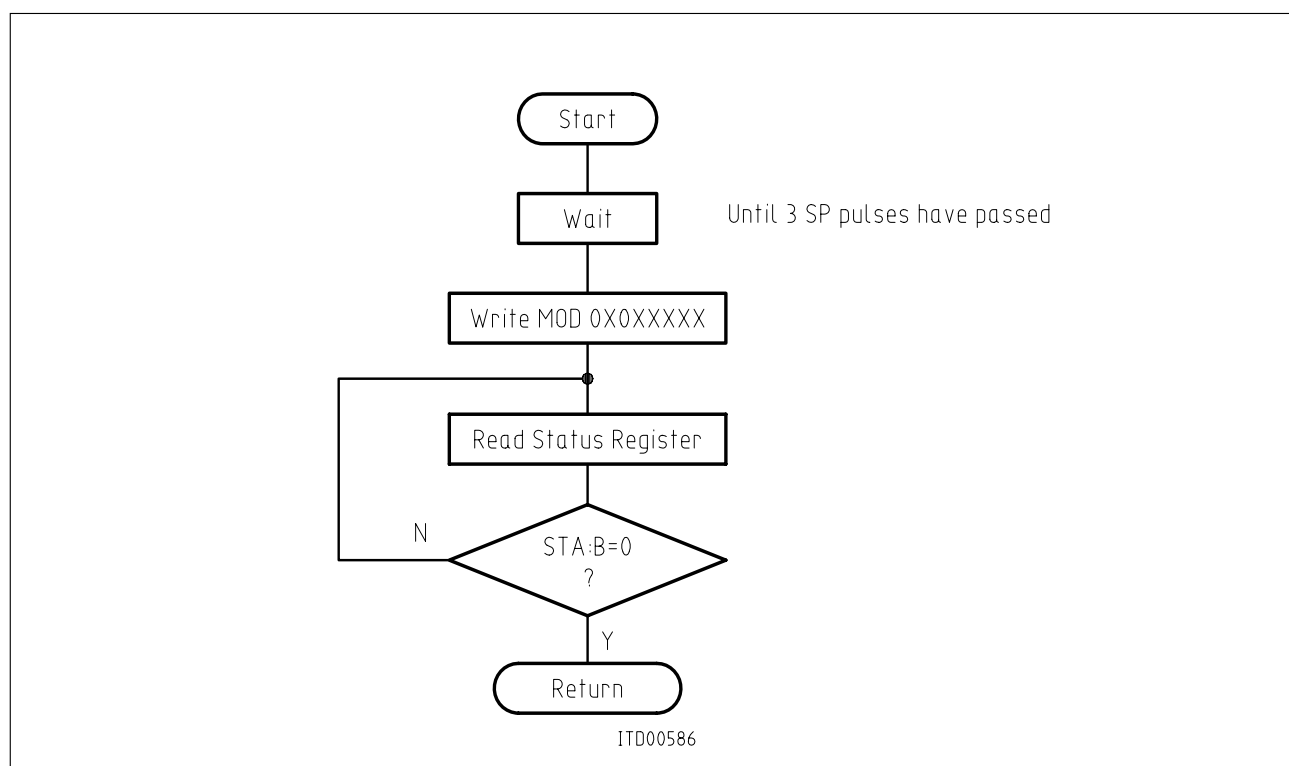 Start
Wait
Until 3 SP pulses have passed
Write MOD 0X0XXXXX
Read Status Register
N
STA:B=0
?
Y
Return
ITD00586